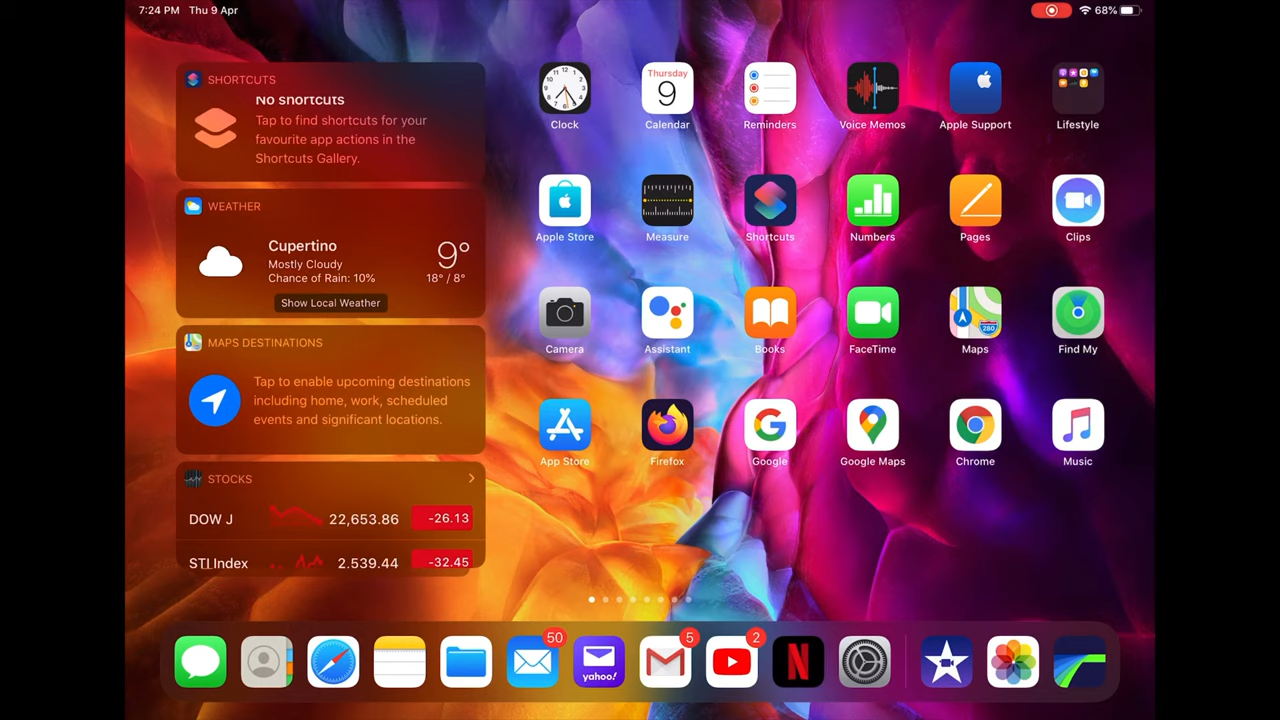 7:24 PM Thu 9 Apr
68%
SHORTCUTS
No shortcuts
Tap to find shortcuts for your
favourite app actions in the
Shortcuts Gallery.
WEATHER
Cupertino
Mostly Cloudy
Chance of Rain: 10%
9°
18° / 8°
Show Local Weather
MAPS DESTINATIONS
Tap to enable upcoming destinations
including home, work, scheduled
events and significant locations.
STOCKS
DOW J 22,653.86 -26.13
STI Index 2,539.44 -32.45
Thursday
9
Clock Calendar Reminders Voice Memos Apple Support Lifestyle
Apple Store Measure Shortcuts Numbers Pages Clips
280
Camera Assistant Books FaceTime Maps Find My
App Store Firefox Google Google Maps Chrome Music
50 5 2
yahoo!